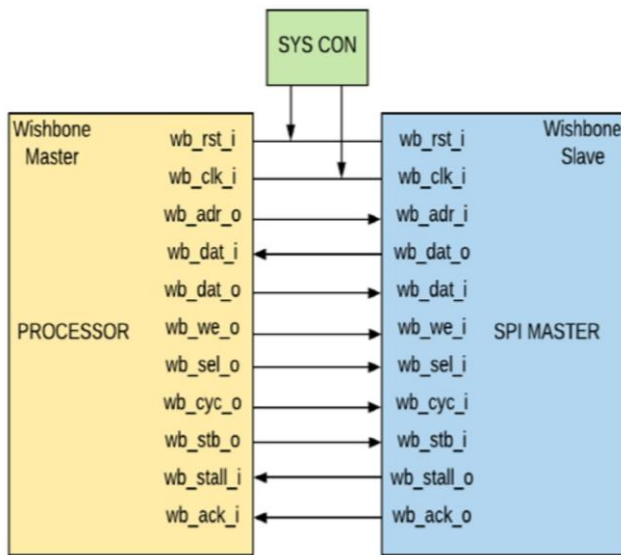 SYS CON
Wishbone
Master
Wishbone
Slave
wb_rst_i
wb_rst_i
wb_clk_i
wb_clk_i
wb_adr_o
wb_adr_i
wb_dat_i
wb_dat_o
wb_dat_o
wb_dat_i
PROCESSOR
wb_we_o
wb_we_i
SPI MASTER
wb_sel_o
wb_sel_i
wb_cyc_o
wb_cyc_i
wb_stb_o
wb_stb_i
wb_stall_i
wb_stall_o
wb_ack_i
wb_ack_o